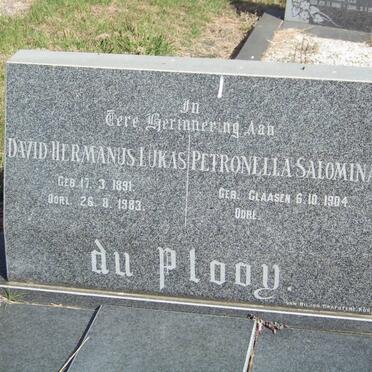 In
Tere Herinnering Aan
DAVID HERMANUS LUKAS
GEB. 17. 3. 1891.
OORL. 26. 8. 1983.
PETRONELLA SALOMINA
GEB. CLAASEN 6. 10. 1904
OORL.
du Plooy.